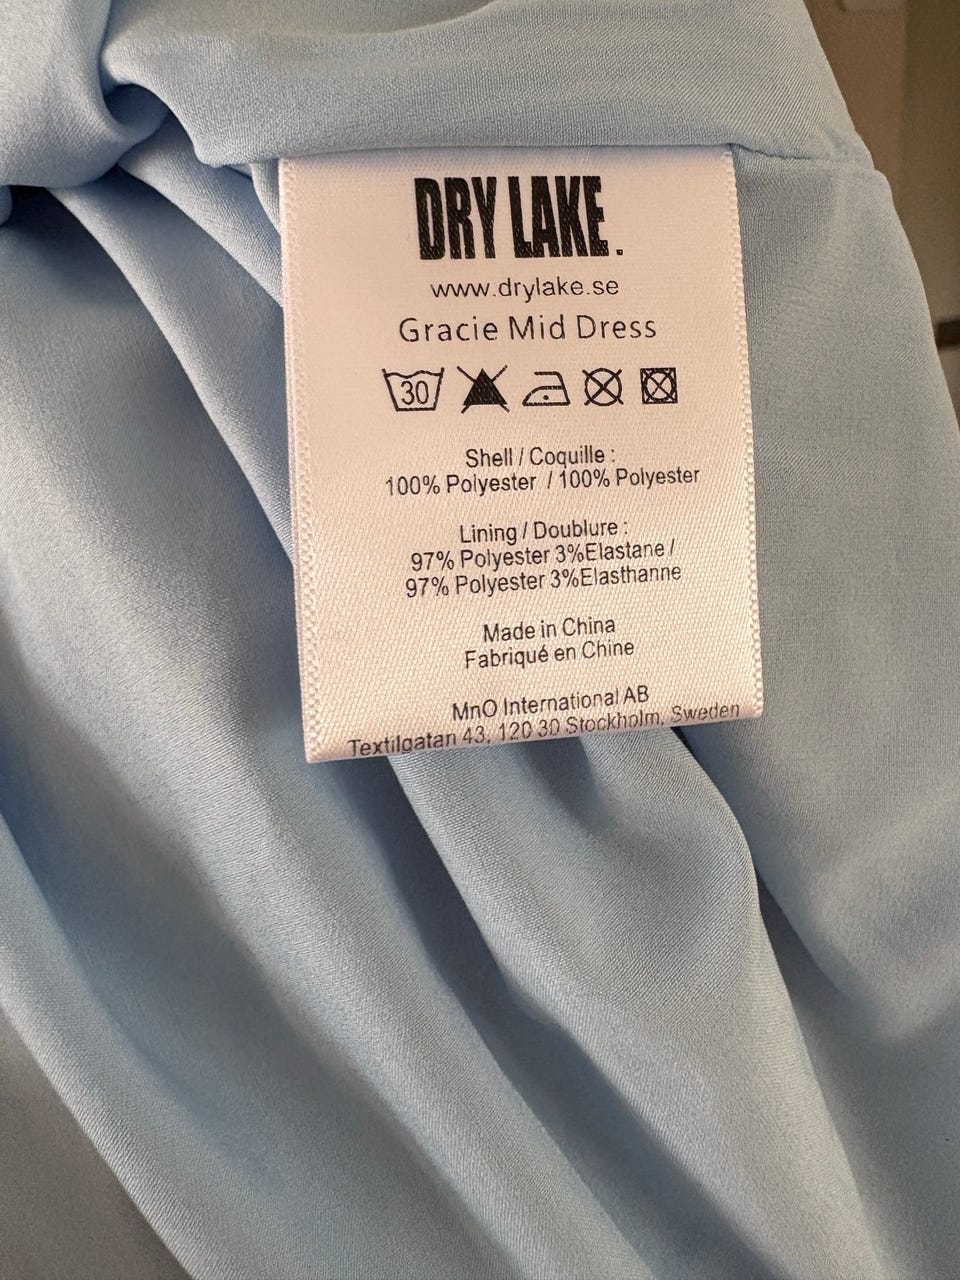 DRY LAKE.
www.drylake.se
Gracie Mid Dress
30
Shell / Coquille :
100% Polyester / 100% Polyester
Lining / Doublure :
97% Polyester 3%Elastane /
97% Polyester 3%Elasthanne
Made in China
Fabriqué en Chine
MnO International AB
Textilgatan 43, 120 30 Stockholm, Sweden